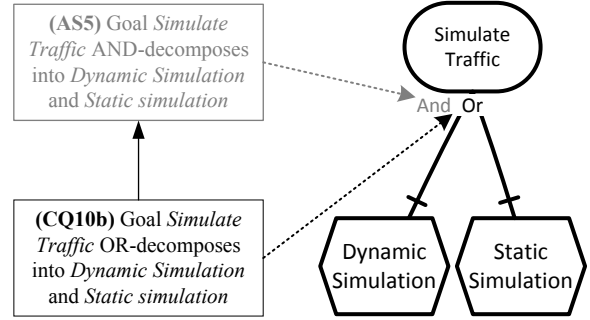 (AS5) Goal Simulate
Traffic AND-decomposes
into Dynamic Simulation
and Static simulation
Simulate
Traffic
And Or
(CQ10b) Goal Simulate
Traffic OR-decomposes
into Dynamic Simulation
and Static simulation
Dynamic
Simulation
Static
Simulation